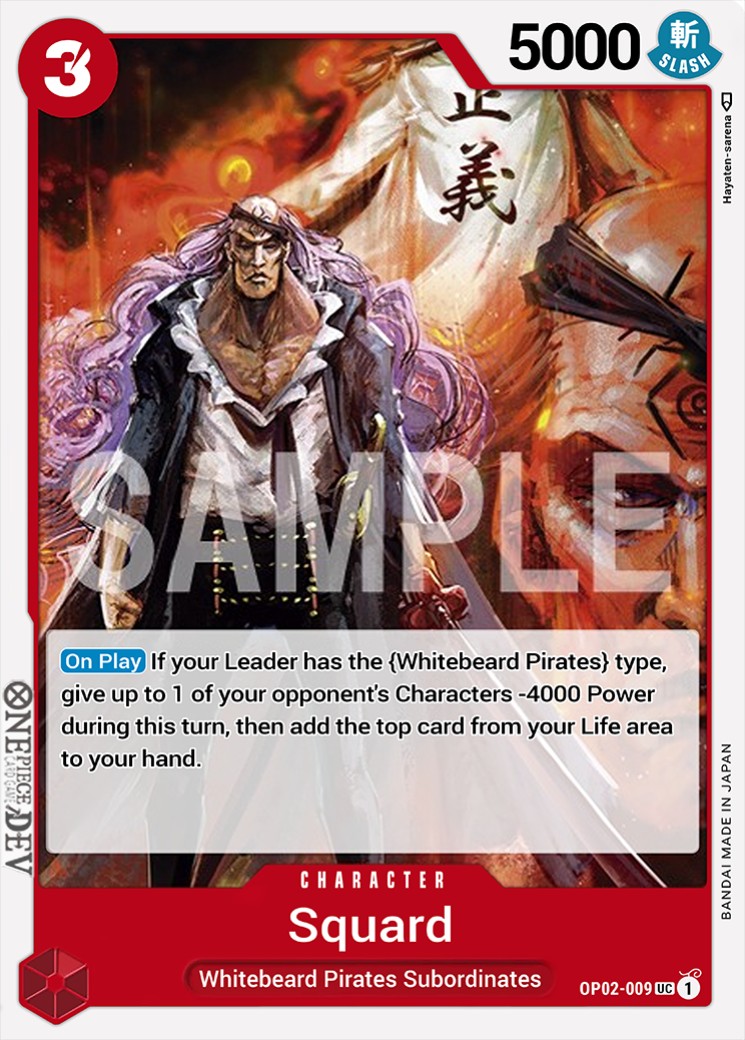 3
5000
斬
SLASH
Hayaten-sarena
正
義
SAMPLE
On Play If your Leader has the {Whitebeard Pirates} type,
give up to 1 of your opponent's Characters -4000 Power
during this turn, then add the top card from your Life area
to your hand.
ONE PIECE
CARD GAME
.DEV
BANDAI MADE IN JAPAN
CHARACTER
Squard
Whitebeard Pirates Subordinates
OP02-009 UC 1